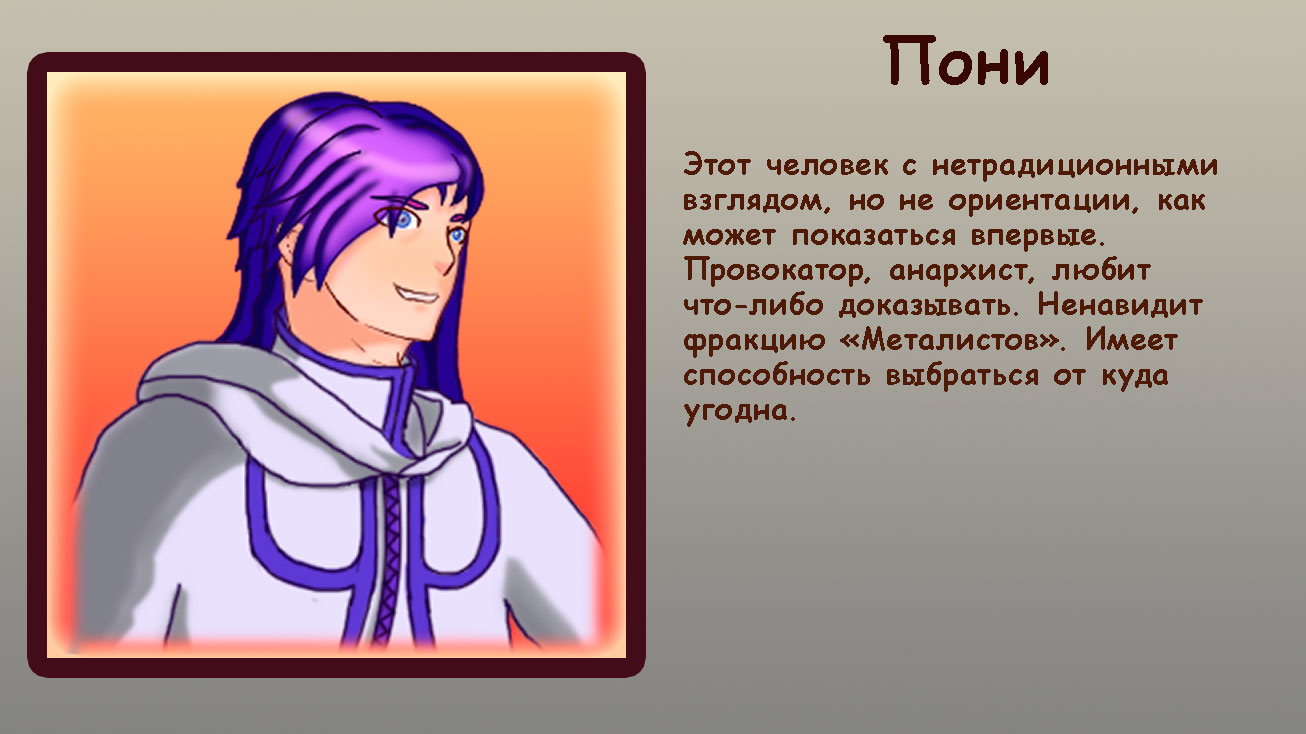 Пони
Этот человек с нетрадиционными
взглядом, но не ориентации, как
может показаться впервые.
Провокатор, анархист, любит
что-либо доказывать. Ненавидит
фракцию «Металистов». Имеет
способность выбраться от куда
угодна.